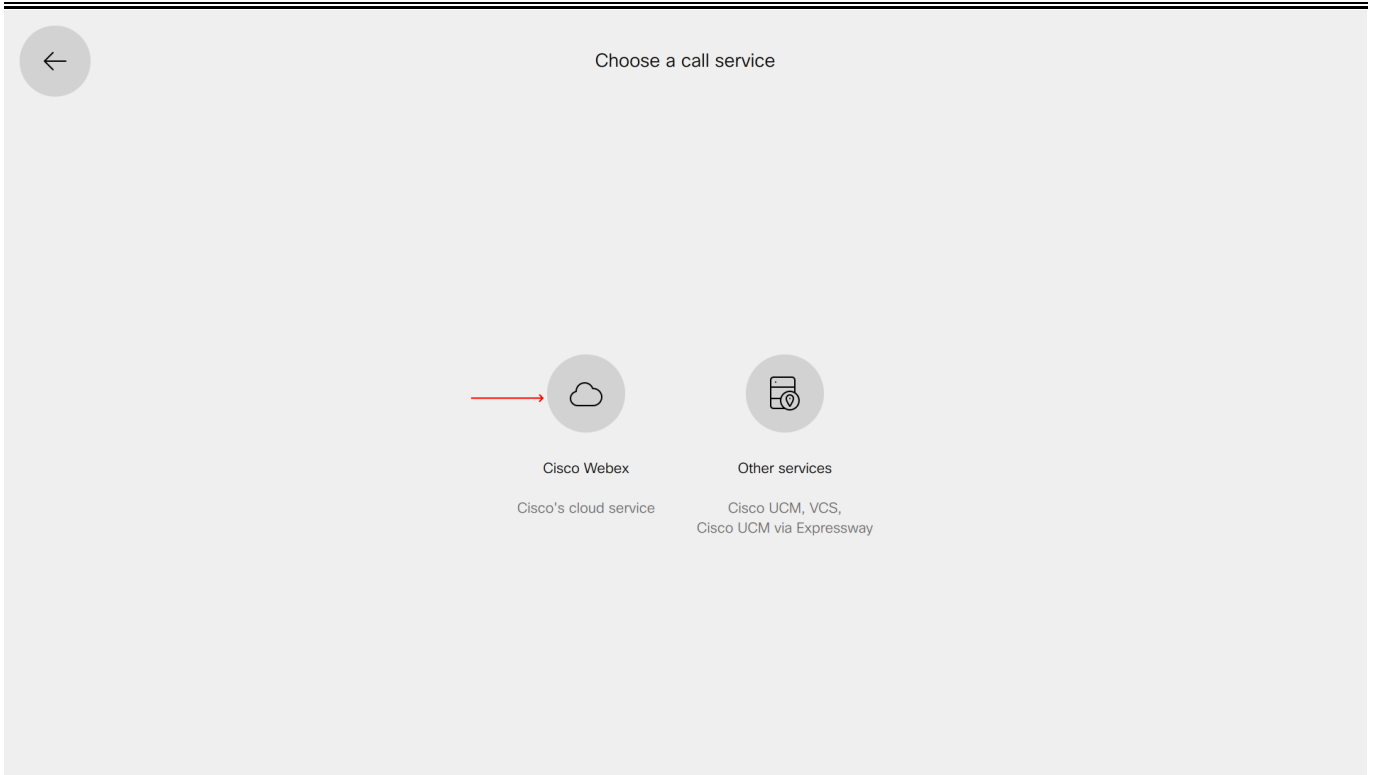 Choose a call service
Cisco Webex
Cisco's cloud service
Other services
Cisco UCM, VCS,
Cisco UCM via Expressway